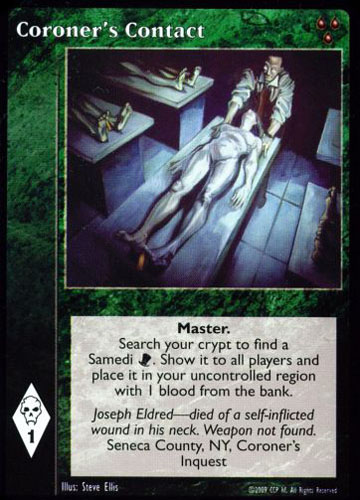 Coroner's Contact
Master.
Search your crypt to find a
Samedi. Show it to all players and
place it in your uncontrolled region
with 1 blood from the bank.
Joseph Eldred—died of a self-inflicted
wound in his neck. Weapon not found.
Seneca County, NY, Coroner's
Inquest
1
Illus: Steve Ellis
©2009 CCP hf. All Rights Reserved